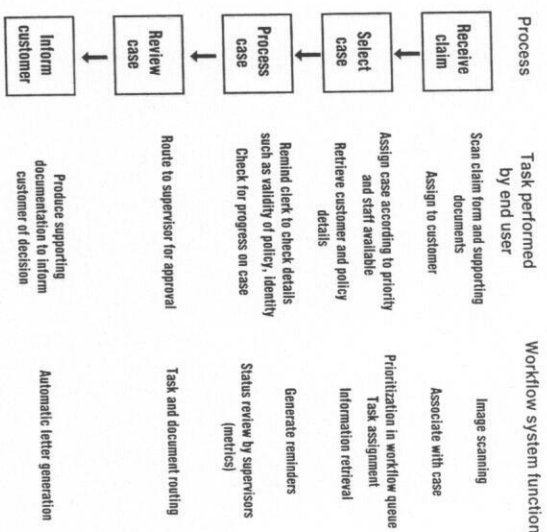 Process
Task performed
by end user
Workflow system function
Receive
claim
Scan claim form and supporting
documents
Image scanning
Assign to customer
Associate with case
Select
case
Assign case according to priority
and staff available
Prioritization in workflow queue
Task assignment
Retrieve customer and policy
details
Information retrieval
Process
case
Remind clerk to check details
such as validity of policy, identity
Generate reminders
Check for progress on case
Status review by supervisors
(metrics)
Review
case
Route to supervisor for approval
Task and document routing
Inform
customer
Produce supporting
documentation to inform
customer of decision
Automatic letter generation